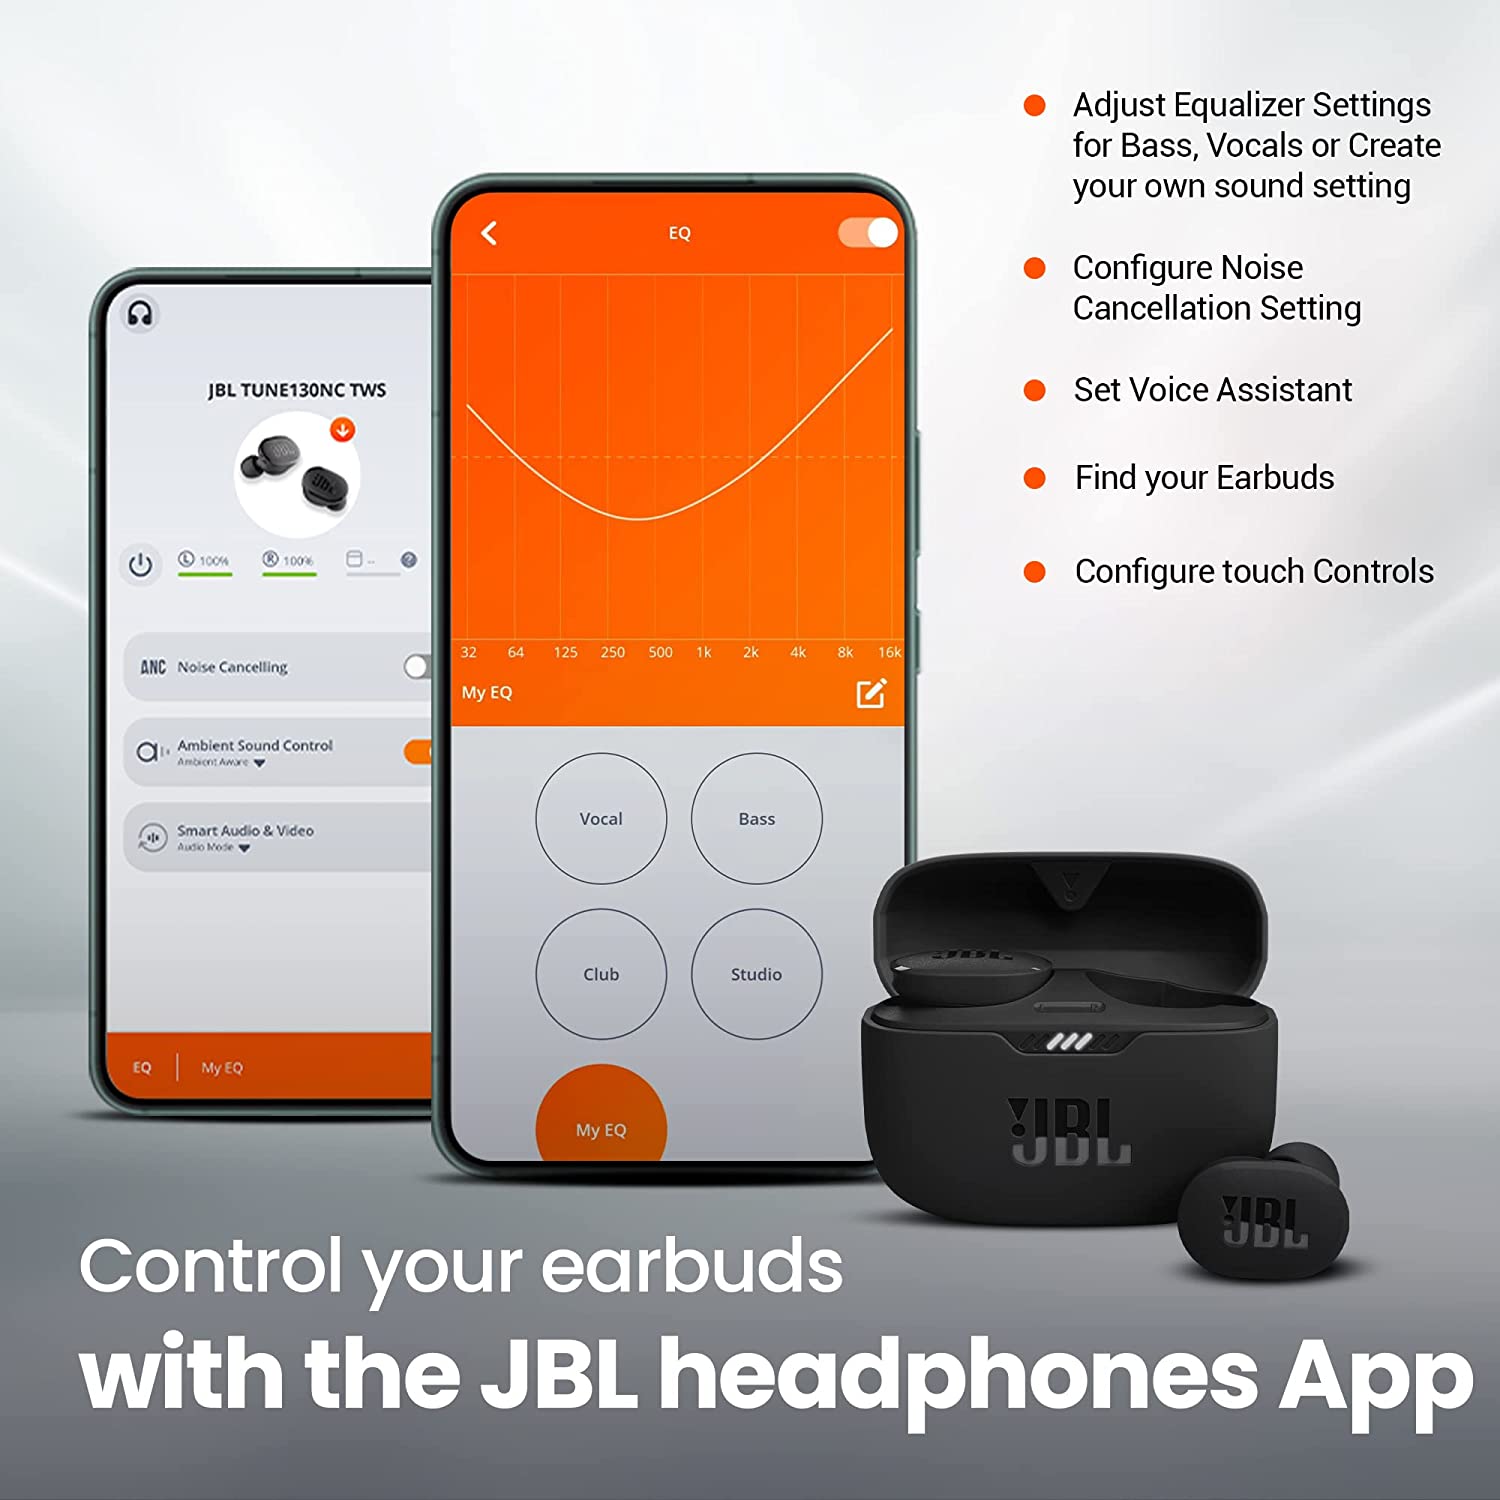 Adjust Equalizer Settings
for Bass, Vocals or Create
your own sound setting
Configure Noise
Cancellation Setting
Set Voice Assistant
Find your Earbuds
Configure touch Controls
JBL TUNE130NC TWS
JBL
JBL
L 100%
R 100%
--
?
ANC Noise Cancelling
Ambient Sound Control
Ambient Aware
Smart Audio & Video
Audio Mode
EQ | My EQ
EQ
32 64 125 250 500 1k 2k 4k 8k 16k
My EQ
Vocal
Bass
Club
Studio
My EQ
JBL
JBL
JBL
Control your earbuds
with the JBL headphones App